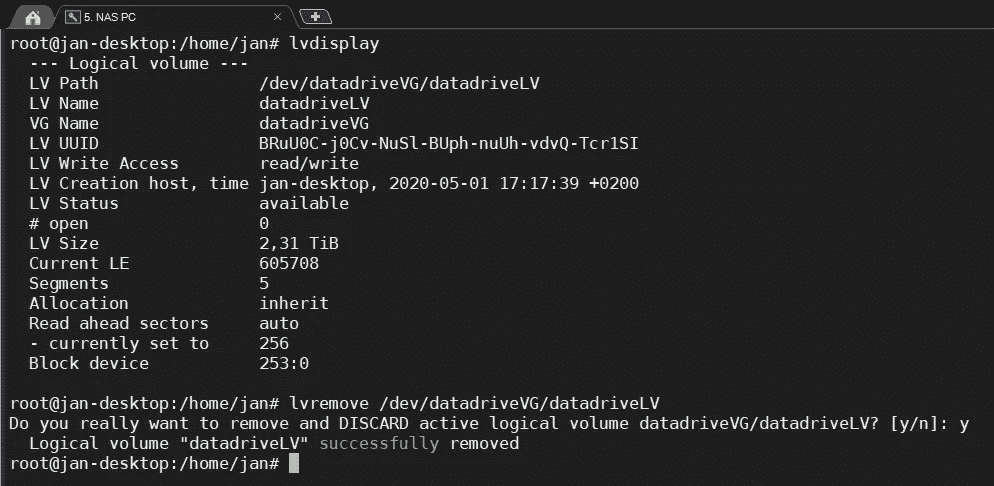 5. NAS PC
root@jan-desktop:/home/jan# lvdisplay
--- Logical volume ---
LV Path /dev/datadriveVG/datadriveLV
LV Name datadriveLV
VG Name datadriveVG
LV UUID BRuU0C-j0Cv-NuSl-BUph-nuUh-vdvQ-Tcr1SI
LV Write Access read/write
LV Creation host, time jan-desktop, 2020-05-01 17:17:39 +0200
LV Status available
# open 0
LV Size 2,31 TiB
Current LE 605708
Segments 5
Allocation inherit
Read ahead sectors auto
- currently set to 256
Block device 253:0
root@jan-desktop:/home/jan# lvremove /dev/datadriveVG/datadriveLV
Do you really want to remove and DISCARD active logical volume datadriveVG/datadriveLV? [y/n]: y
Logical volume "datadriveLV" successfully removed
root@jan-desktop:/home/jan#